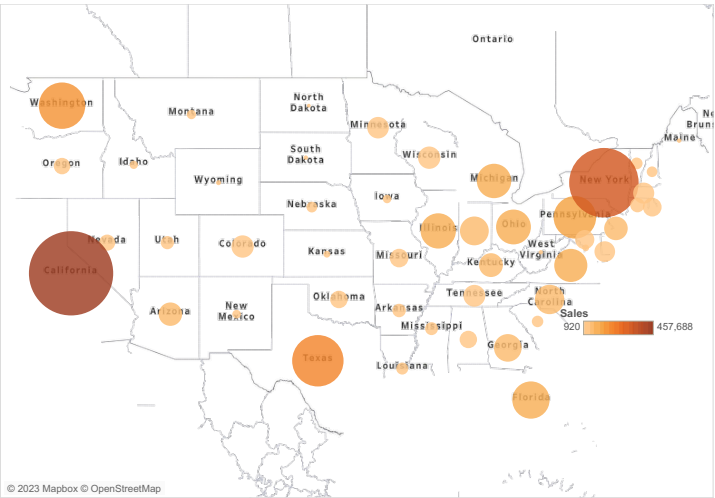 Ontario
Washington
Montana
North
Dakota
Minnesota
Ne
Bruns
Maine
Oregon
Idaho
South
Dakota
Wisconsin
Wyoming
Michigan
New York
Nebraska
Iowa
Pennsylvania
Nevada
Utah
Colorado
Kansas
Missouri
Illinois
Ohio
West
Virginia
Kentucky
California
Arizona
New
Mexico
Oklahoma
Arkansas
Tennessee
North
Carolina
Mississippi
Sales
920
457,688
Georgia
Texas
Louisiana
Florida
© 2023 Mapbox © OpenStreetMap